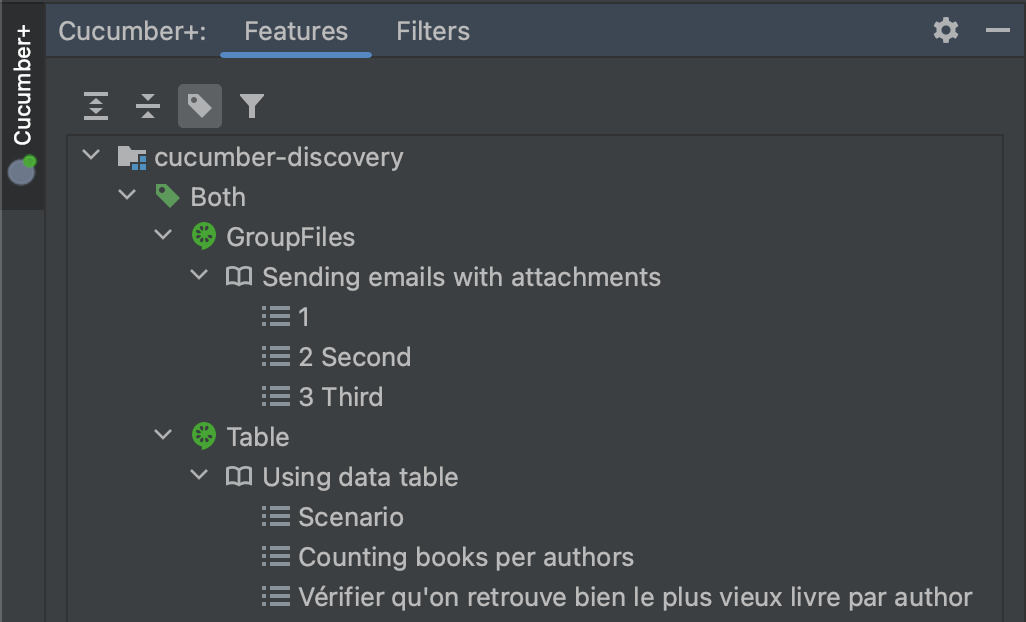 Cucumber+
Cucumber+: Features Filters
cucumber-discovery
Both
GroupFiles
Sending emails with attachments
1
2 Second
3 Third
Table
Using data table
Scenario
Counting books per authors
Vérifier qu'on retrouve bien le plus vieux livre par author